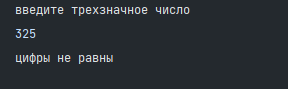 введите трехзначное число
325
цифры не равны